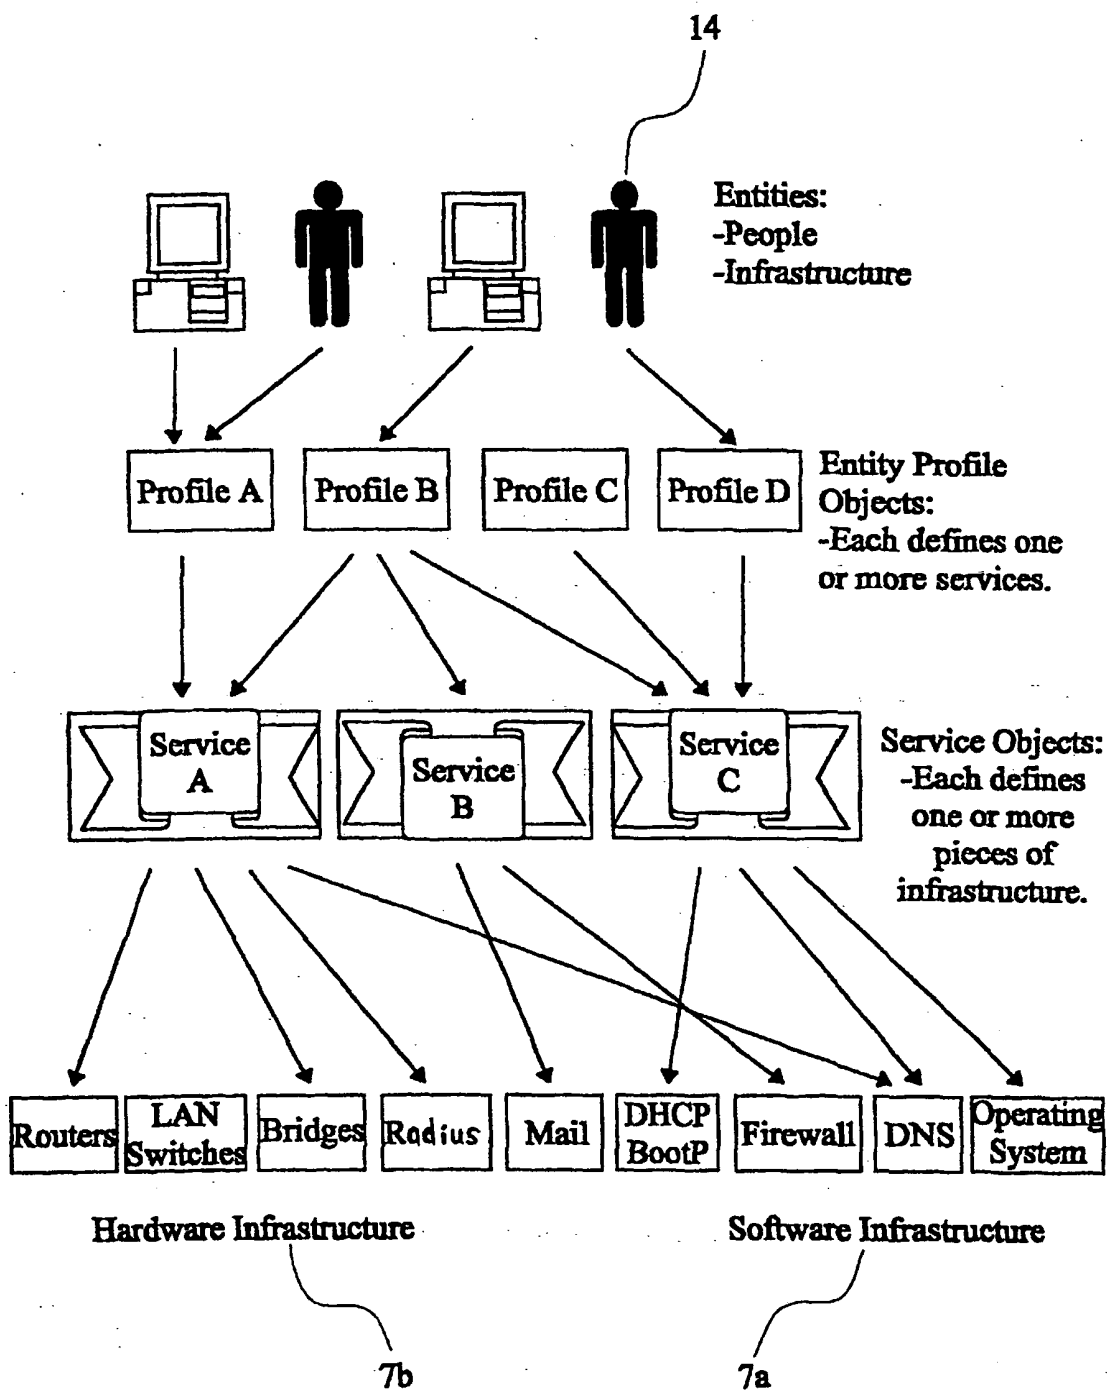 14
Entities:
-People
-Infrastructure
Profile A
Profile B
Profile C
Profile D
Entity Profile
Objects:
-Each defines one
or more services.
Service
A
Service
B
Service
C
Service Objects:
-Each defines
one or more
pieces of
infrastructure.
Routers
LAN
Switches
Bridges
Radius
Mail
DHCP
BootP
Firewall
DNS
Operating
System
Hardware Infrastructure
Software Infrastructure
7b
7a